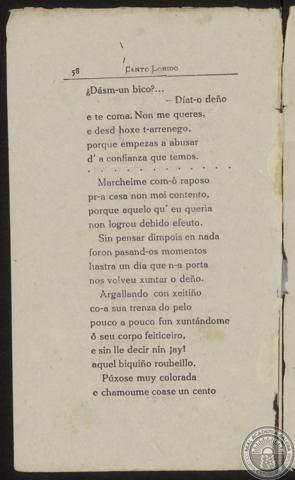 58
CANTO LORIDO
¿Dásm-un bico?...
— Díat-o deño
e te coma. Non me queres,
e desd hoxe t-arrenego,
porque empezas a abusar
d' a confianza que temos.
. . . . . . . . . . . . . . . .
Marcheime com-ô raposo
pr-a cesa non moi contento,
porque aquelo qu' eu queria
non logrou debido efeuto.
Sin pensar dimpois en nada
foron pasand-os momentos
hastra un día que n-a porta
nos volveu xuntar o deño.
Argallando con xeitiño
co-a sua trenza do pelo
pouco a pouco fun xuntándome
ô seu corpo feiticeiro,
e sin lle decir nin ¡ay!
aquel biquiño roubeillo.
Púxose muy colorada
e chamoume coase un cento